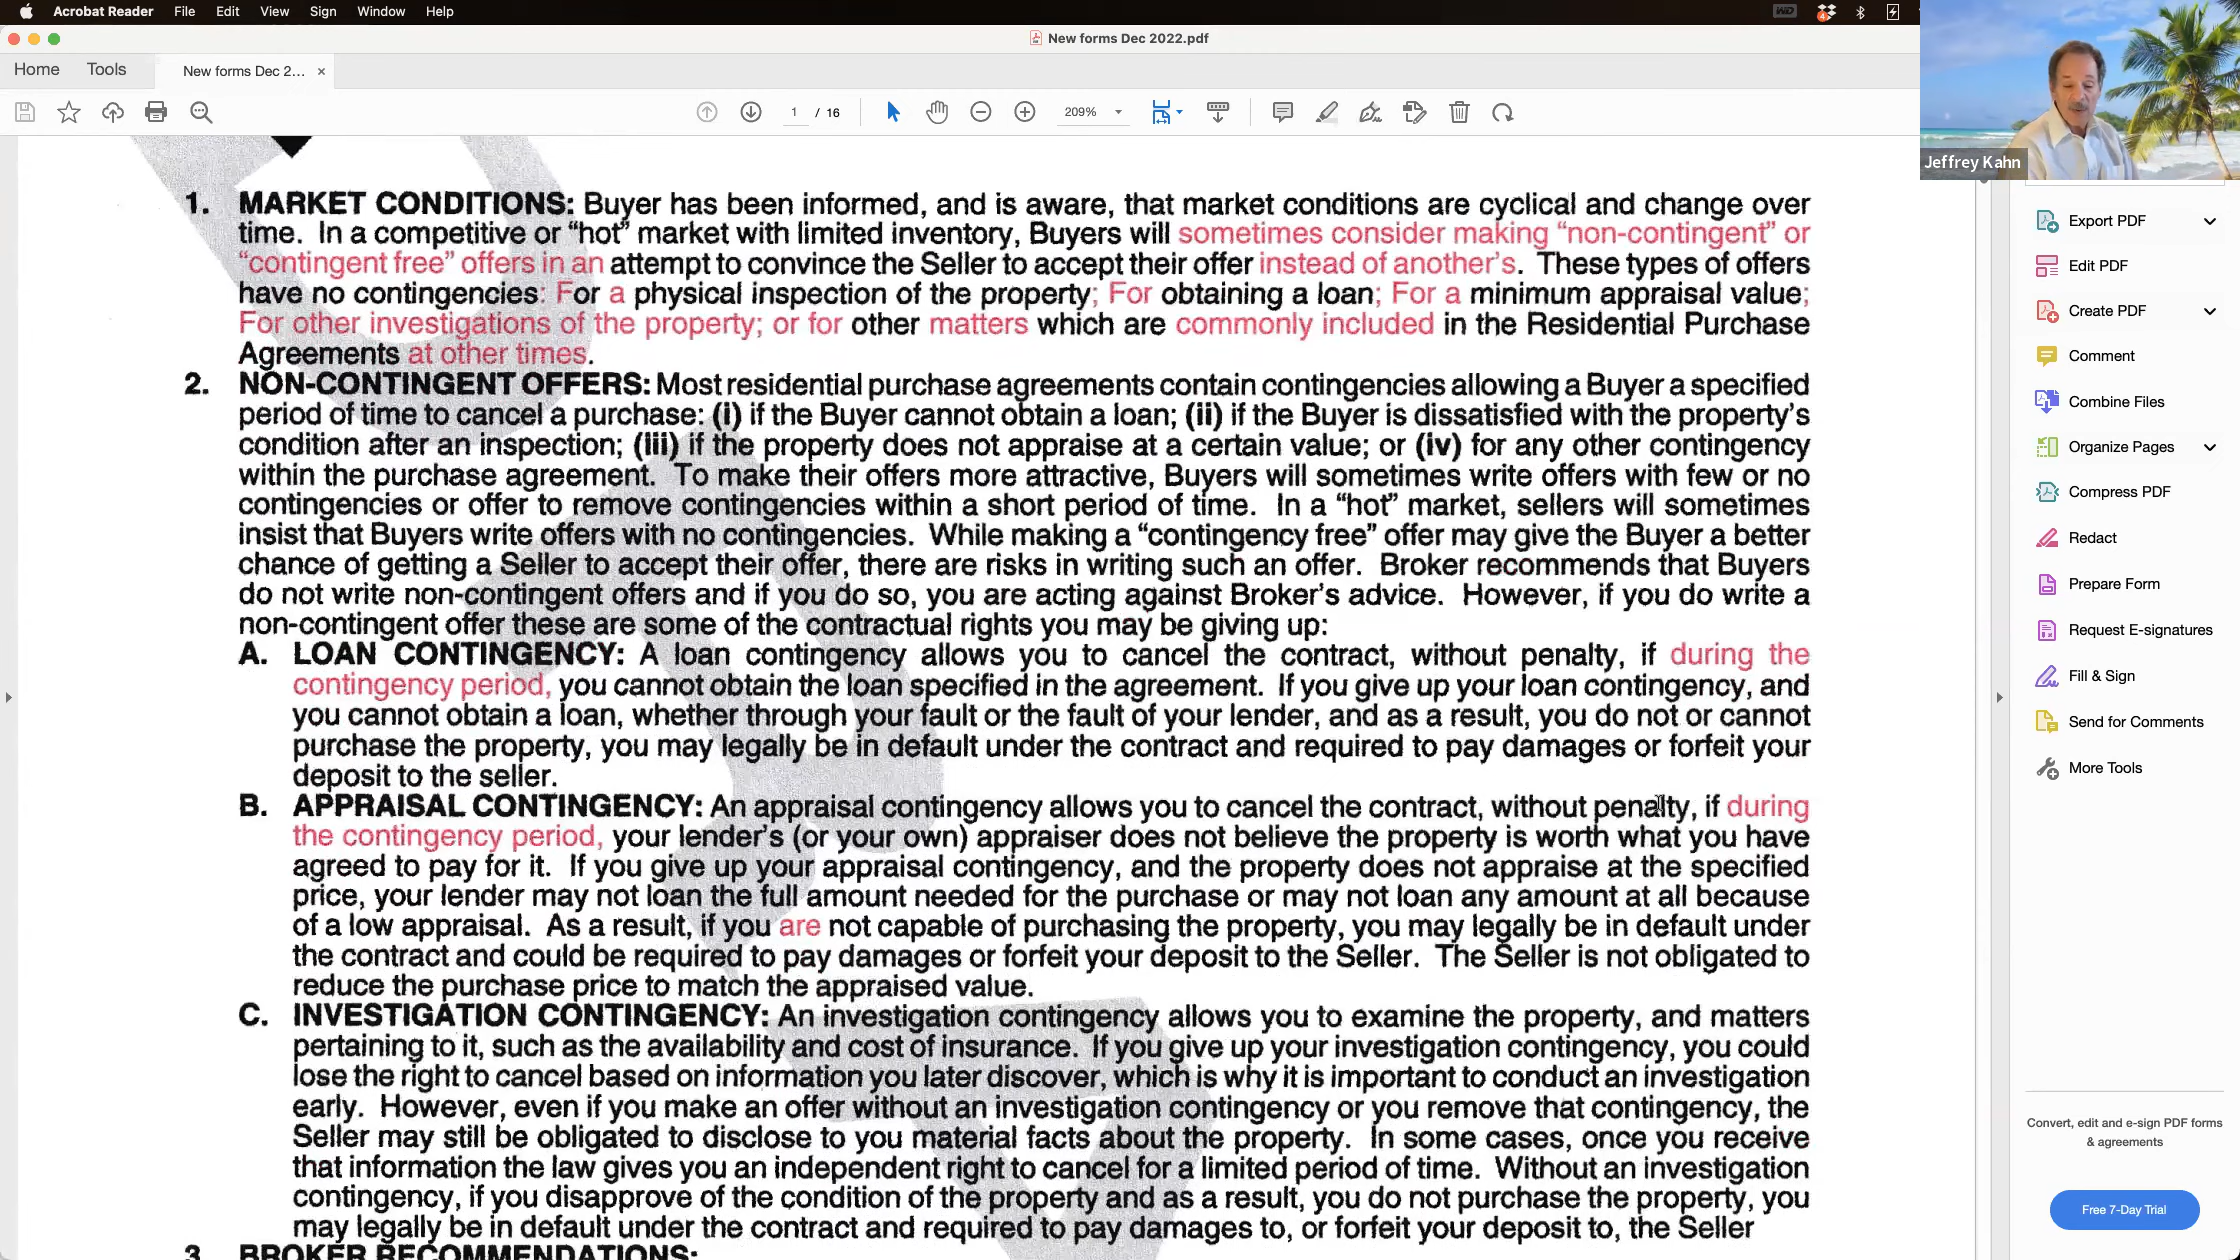 Acrobat Reader File Edit View Sign Window Help
New forms Dec 2022.pdf
Home Tools New forms Dec 2... ×
1 / 16 209%
Jeffrey Kahn
1. MARKET CONDITIONS: Buyer has been informed, and is aware, that market conditions are cyclical and change over
time. In a competitive or “hot” market with limited inventory, Buyers will sometimes consider making “non-contingent” or
“contingent free” offers in an attempt to convince the Seller to accept their offer instead of another’s. These types of offers
have no contingencies: For a physical inspection of the property; For obtaining a loan; For a minimum appraisal value;
For other investigations of the property; or for other matters which are commonly included in the Residential Purchase
Agreements at other times.
2. NON-CONTINGENT OFFERS: Most residential purchase agreements contain contingencies allowing a Buyer a specified
period of time to cancel a purchase: (i) if the Buyer cannot obtain a loan; (ii) if the Buyer is dissatisfied with the property’s
condition after an inspection; (iii) if the property does not appraise at a certain value; or (iv) for any other contingency
within the purchase agreement. To make their offers more attractive, Buyers will sometimes write offers with few or no
contingencies or offer to remove contingencies within a short period of time. In a “hot” market, sellers will sometimes
insist that Buyers write offers with no contingencies. While making a “contingency free” offer may give the Buyer a better
chance of getting a Seller to accept their offer, there are risks in writing such an offer. Broker recommends that Buyers
do not write non-contingent offers and if you do so, you are acting against Broker’s advice. However, if you do write a
non-contingent offer these are some of the contractual rights you may be giving up:
A. LOAN CONTINGENCY: A loan contingency allows you to cancel the contract, without penalty, if during the
contingency period, you cannot obtain the loan specified in the agreement. If you give up your loan contingency, and
you cannot obtain a loan, whether through your fault or the fault of your lender, and as a result, you do not or cannot
purchase the property, you may legally be in default under the contract and required to pay damages or forfeit your
deposit to the seller.
B. APPRAISAL CONTINGENCY: An appraisal contingency allows you to cancel the contract, without penalty, if during
the contingency period, your lender’s (or your own) appraiser does not believe the property is worth what you have
agreed to pay for it. If you give up your appraisal contingency, and the property does not appraise at the specified
price, your lender may not loan the full amount needed for the purchase or may not loan any amount at all because
of a low appraisal. As a result, if you are not capable of purchasing the property, you may legally be in default under
the contract and could be required to pay damages or forfeit your deposit to the Seller. The Seller is not obligated to
reduce the purchase price to match the appraised value.
C. INVESTIGATION CONTINGENCY: An investigation contingency allows you to examine the property, and matters
pertaining to it, such as the availability and cost of insurance. If you give up your investigation contingency, you could
lose the right to cancel based on information you later discover, which is why it is important to conduct an investigation
early. However, even if you make an offer without an investigation contingency or you remove that contingency, the
Seller may still be obligated to disclose to you material facts about the property. In some cases, once you receive
that information the law gives you an independent right to cancel for a limited period of time. Without an investigation
contingency, if you disapprove of the condition of the property and as a result, you do not purchase the property, you
may legally be in default under the contract and required to pay damages to, or forfeit your deposit to, the Seller
3. BROKER RECOMMENDATIONS:
Export PDF
Edit PDF
Create PDF
Comment
Combine Files
Organize Pages
Compress PDF
Redact
Prepare Form
Request E-signatures
Fill & Sign
Send for Comments
More Tools
Convert, edit and e-sign PDF forms
& agreements
Free 7-Day Trial